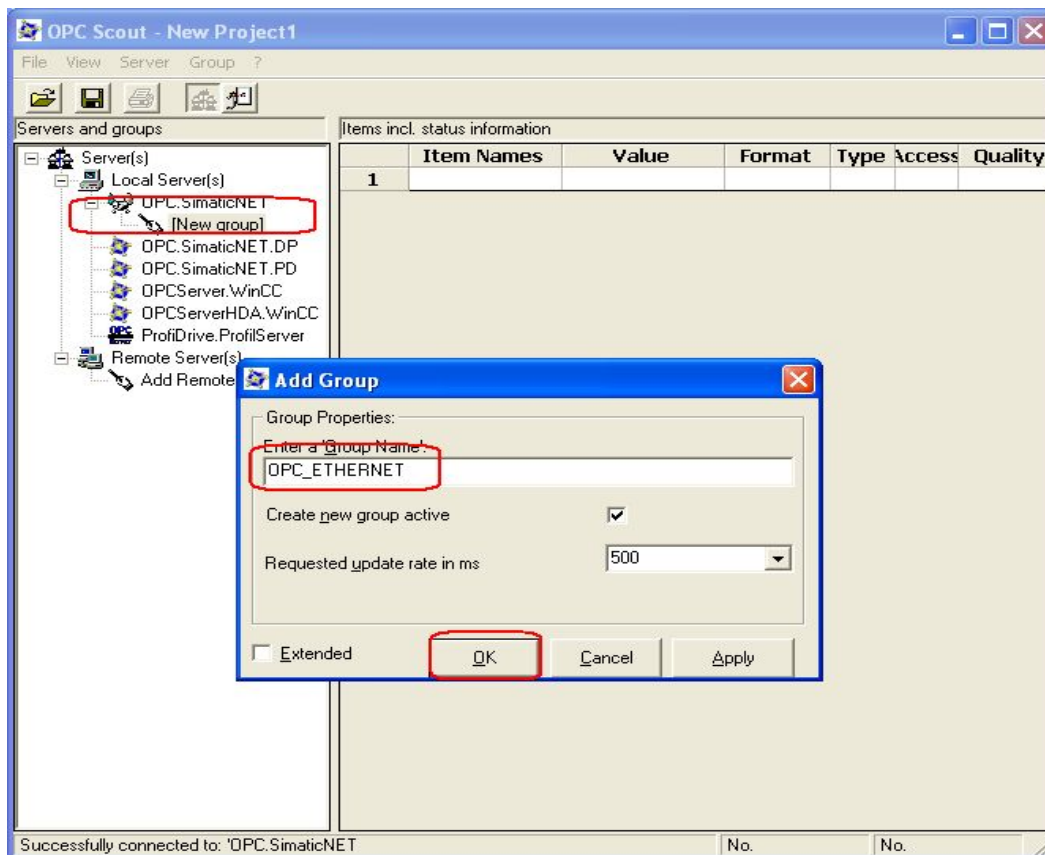 OPC Scout - New Project1
File View Server Group ?
Servers and groups
Items incl. status information
Item Names Value Format Type Access Quality
1
Server(s)
Local Server(s)
OPC.SimaticNET
[New group]
OPC.SimaticNET.DP
OPC.SimaticNET.PD
OPCServer.WinCC
OPCServerHDA.WinCC
ProfiDrive.ProfilServer
Remote Server(s)
Add Remote
Add Group
Group Properties:
Enter a 'Group Name':
OPC_ETHERNET
Create new group active
Requested update rate in ms
500
Extended
OK Cancel Apply
Successfully connected to: 'OPC.SimaticNET
No. No.